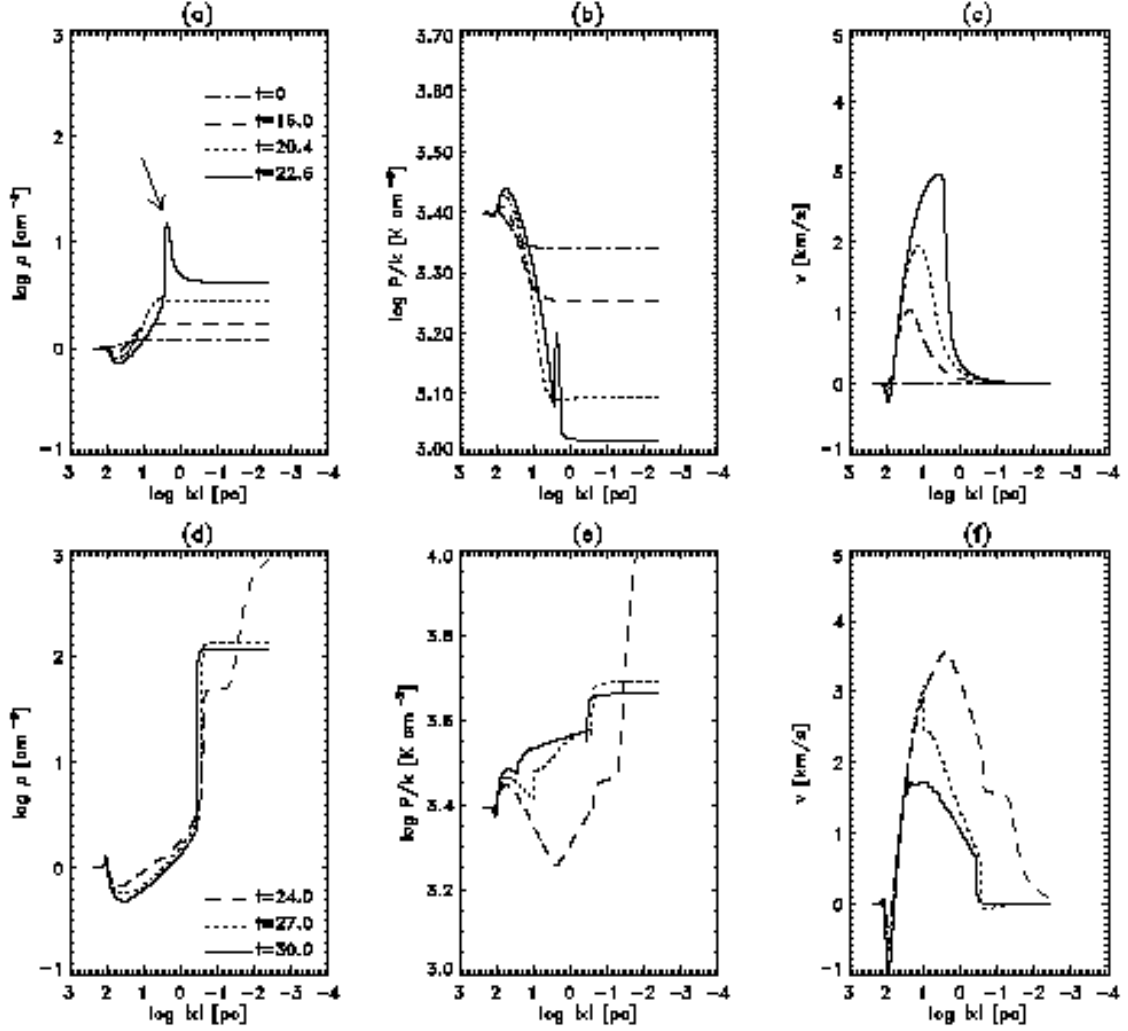 (a)
3
2
1
0
−1
log ρ [cm⁻³]
t=0
t=20.4
3 2 1 0 −1 −2 −3 −4
log |x| [pc]
(b)
3.70
3.60
3.50
3.40
3.30
3.20
3.10
3.00
log P/k [K cm⁻³]
3 2 1 0 −1 −2 −3 −4
log |x| [pc]
(c)
5
4
3
2
1
0
−1
v [km/s]
3 2 1 0 −1 −2 −3 −4
log |x| [pc]
(d)
3
2
1
0
−1
log ρ [cm⁻³]
t=24.0
t=27.0
t=30.0
3 2 1 0 −1 −2 −3 −4
log |x| [pc]
(e)
4.0
3.8
3.6
3.4
3.2
3.0
log P/k [K cm⁻³]
3 2 1 0 −1 −2 −3 −4
log |x| [pc]
(f)
5
4
3
2
1
0
−1
v [km/s]
3 2 1 0 −1 −2 −3 −4
log |x| [pc]